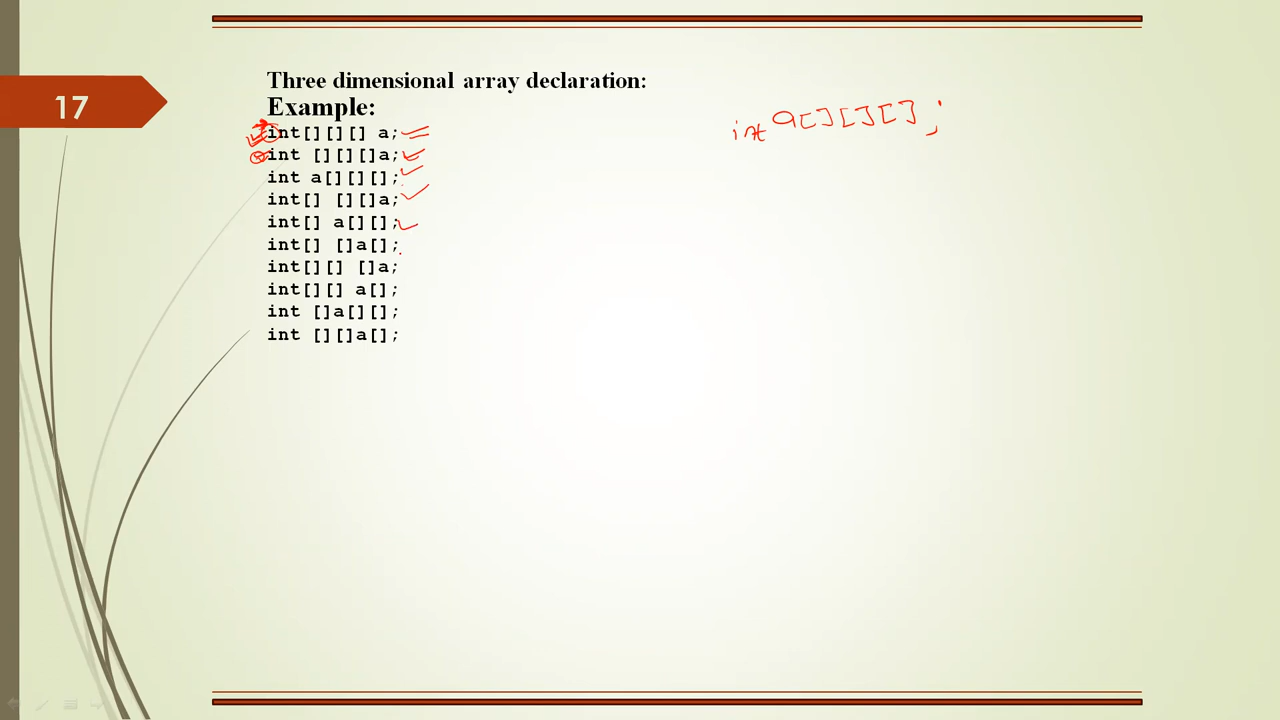 17
Three dimensional array declaration:
Example:
int[][][] a;
int [][][]a;
int a[][][];
int[] [][]a;
int[] a[][];
int[] []a[];
int[][] []a;
int[][] a[];
int []a[][];
int [][]a[];
int a[][][];